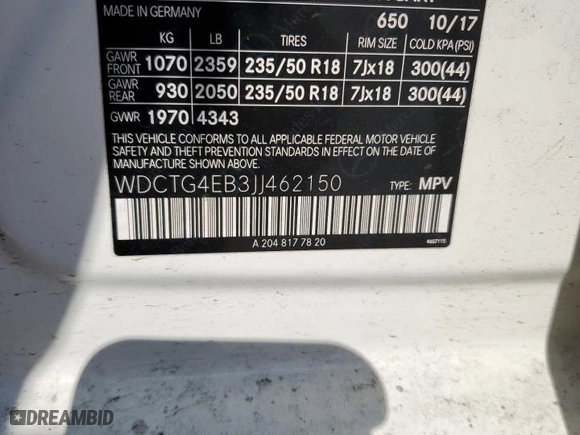 MADE IN GERMANY 650 10/17
KG LB TIRES RIM SIZE COLD KPA (PSI)
GAWR FRONT 1070 2359 235/50 R18 7Jx18 300(44)
GAWR REAR 930 2050 235/50 R18 7Jx18 300(44)
GVWR 1970 4343
THIS VEHICLE CONFORMS TO ALL APPLICABLE FEDERAL MOTOR VEHICLE
SAFETY AND THEFT PREVENTION STANDARDS IN EFFECT ON THE DATE OF
MANUFACTURE SHOWN ABOVE.
WDCTG4EB3JJ462150 TYPE: MPV
A 204 817 78 20
4602115
DREAMBID